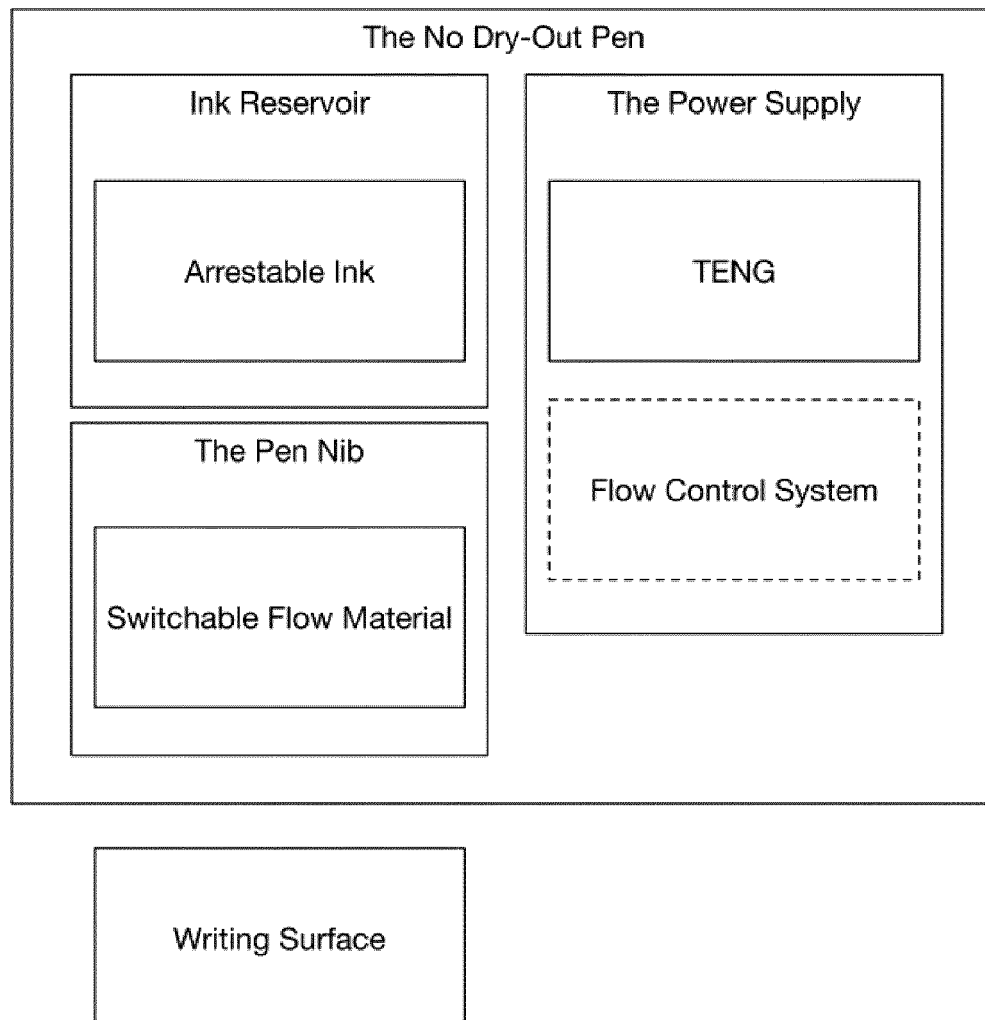 The No Dry-Out Pen
Ink Reservoir
Arrestable Ink
The Pen Nib
Switchable Flow Material
The Power Supply
TENG
Flow Control System
Writing Surface